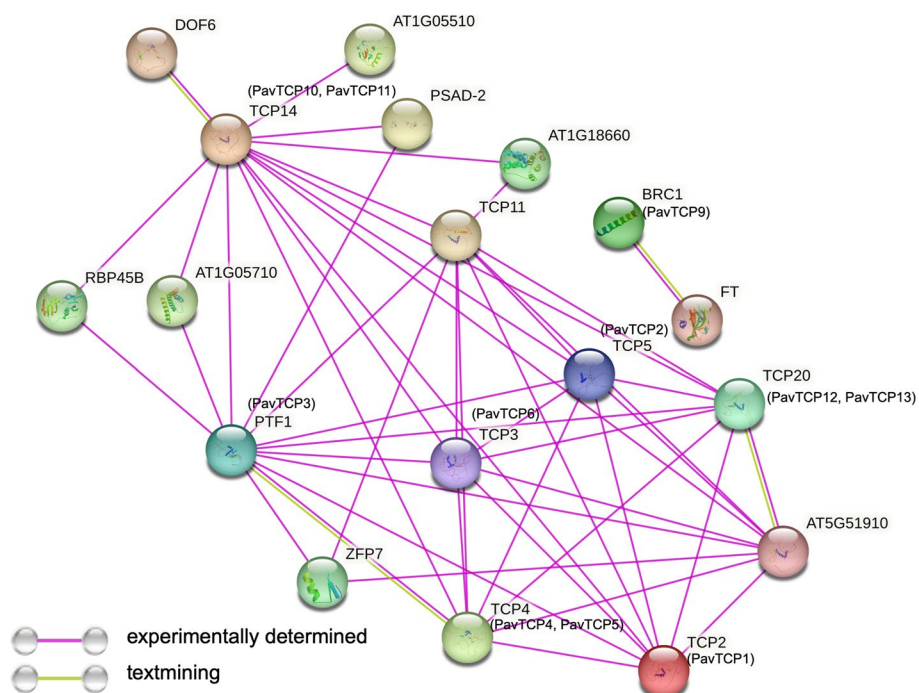 DOF6
AT1G05510
(PavTCP10, PavTCP11)
TCP14
PSAD-2
AT1G18660
TCP11
BRC1
(PavTCP9)
RBP45B
AT1G05710
FT
(PavTCP2)
TCP5
TCP20
(PavTCP12, PavTCP13)
(PavTCP3)
PTF1
(PavTCP6)
TCP3
AT5G51910
ZFP7
TCP4
(PavTCP4, PavTCP5)
TCP2
(PavTCP1)
experimentally determined
textmining